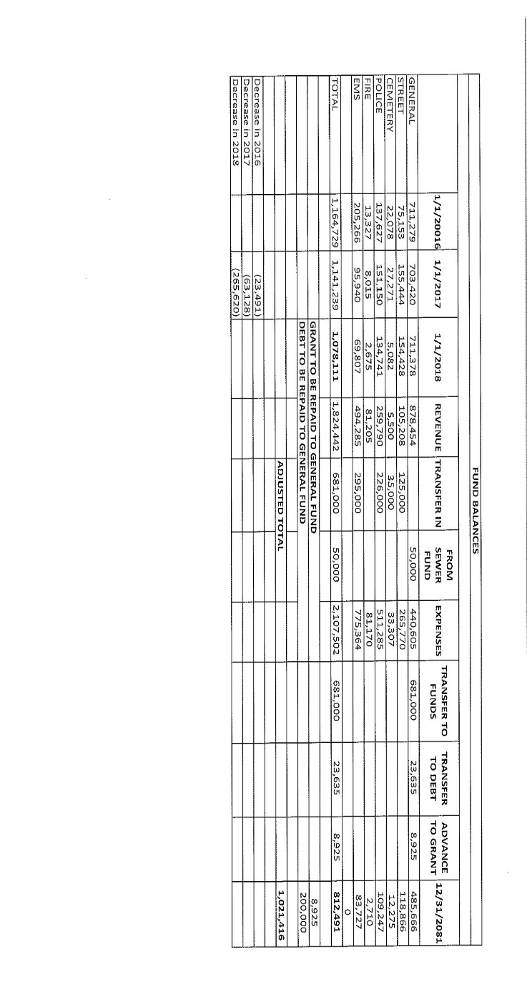 FUND BALANCES
1/1/20016 1/1/2017 1/1/2018 REVENUE TRANSFER IN FROM SEWER FUND EXPENSES TRANSFER TO FUNDS TRANSFER TO DEBT ADVANCE TO GRANT 12/31/2081
GENERAL 711,279 703,420 711,378 878,454 50,000 440,605 681,000 23,635 8,925 485,666
STREET 75,153 155,444 154,428 105,208 125,000 265,770 118,866
CEMETERY 22,078 27,271 5,082 5,500 35,000 33,307 12,275
POLICE 137,627 151,150 134,741 259,790 226,000 511,285 109,247
FIRE 13,327 8,015 2,675 81,205 81,170 2,710
EMS 205,266 95,940 69,807 494,285 295,000 775,364 83,727
0
TOTAL 1,164,729 1,141,239 1,078,111 1,824,442 681,000 50,000 2,107,502 681,000 23,635 8,925 812,491
GRANT TO BE REPAID TO GENERAL FUND 8,925
DEBT TO BE REPAID TO GENERAL FUND 200,000
ADJUSTED TOTAL 1,021,416
Decrease in 2016 (23,491)
Decrease in 2017 (63,128)
Decrease in 2018 (265,620)